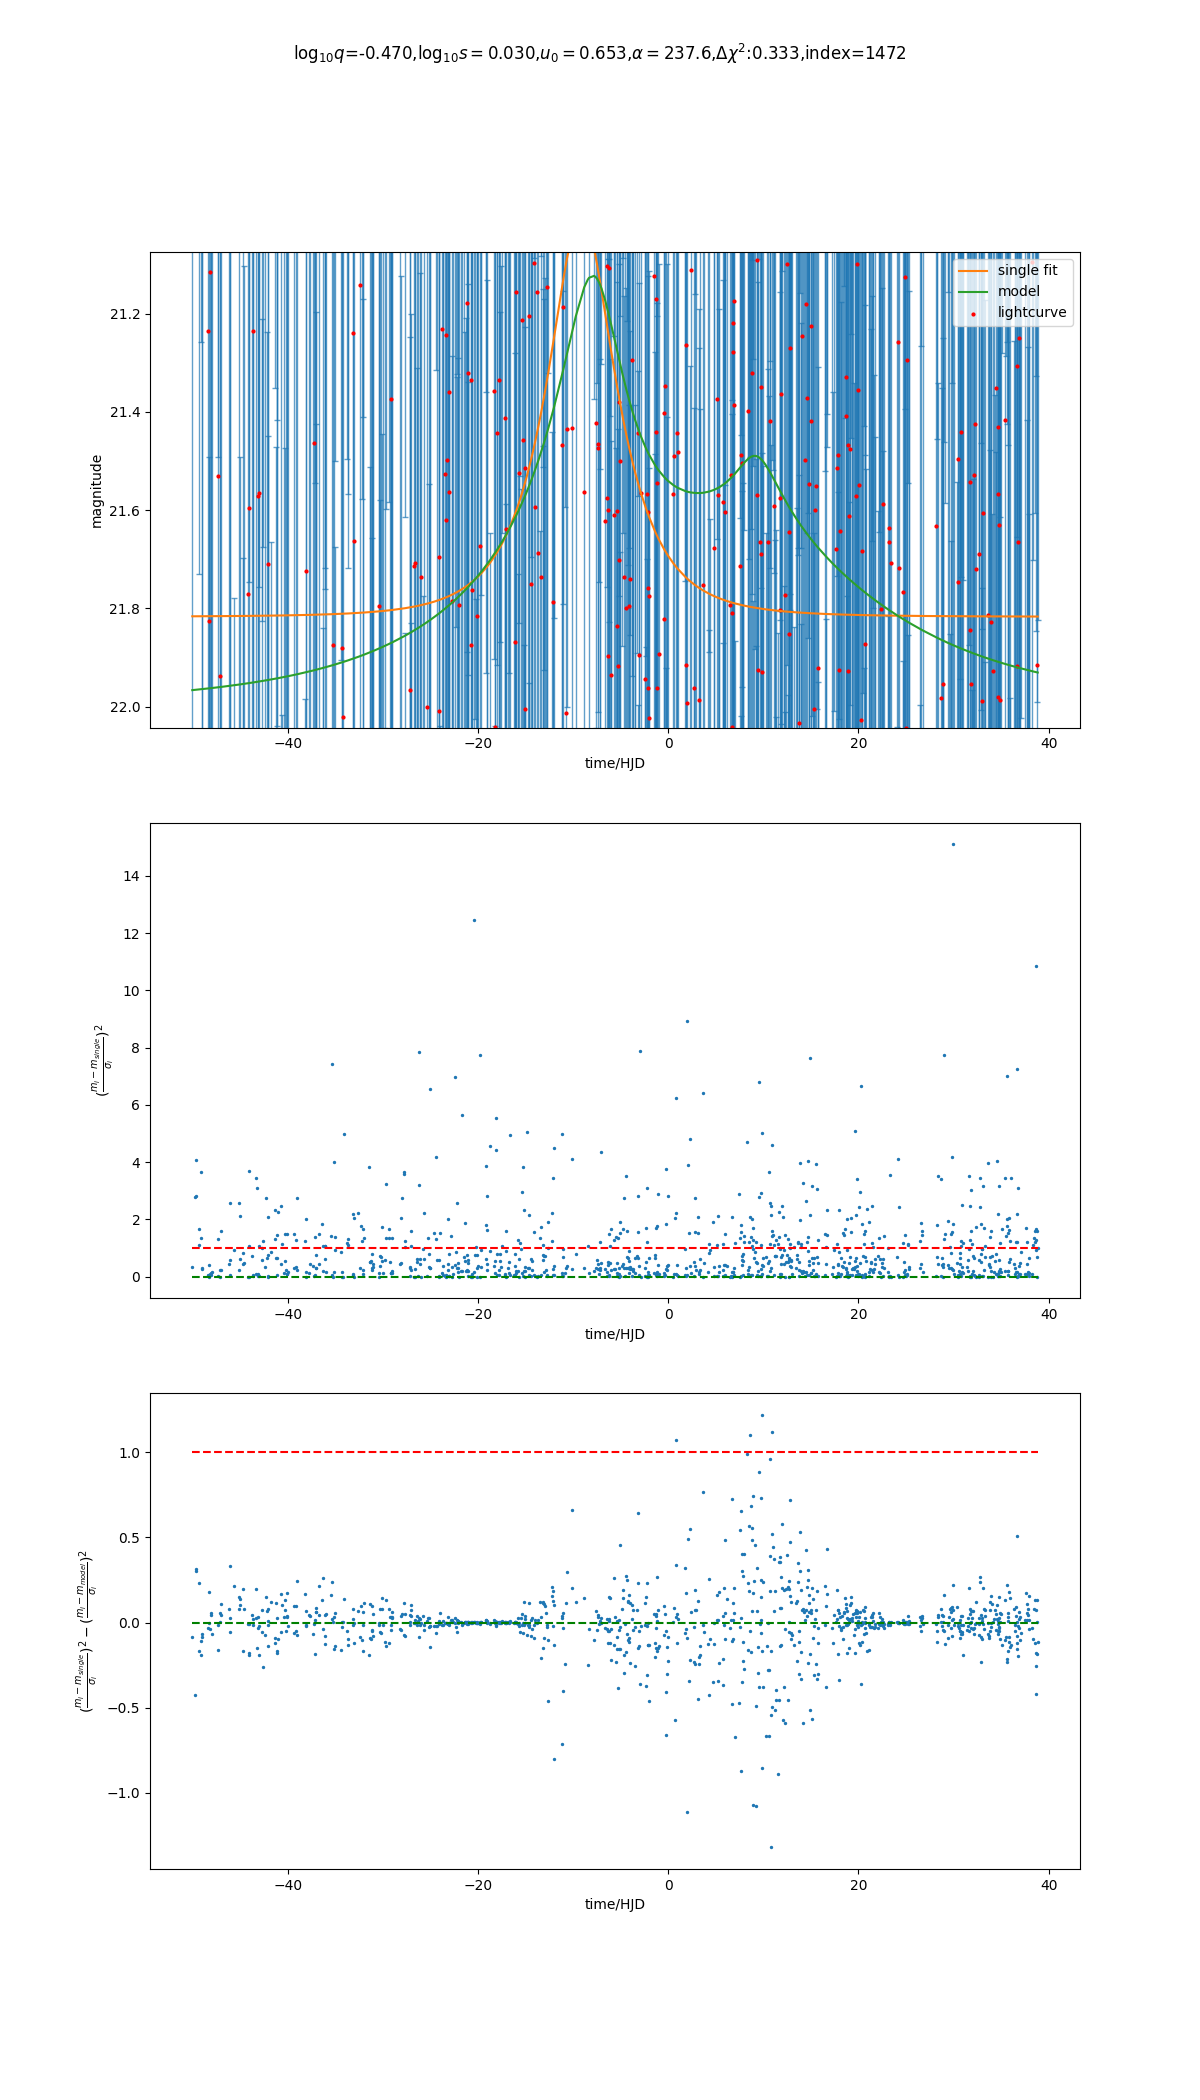 log₁₀q=-0.470,log₁₀s = 0.030,u₀ = 0.653,α = 237.6,Δχ²:0.333,index=1472
single fit
model
lightcurve
21.2
21.4
21.6
21.8
22.0
magnitude
−40 −20 0 20 40
time/HJD
14
12
10
8
6
4
2
0
(mᵢ − m_single / σᵢ)²
−40 −20 0 20 40
time/HJD
1.0
0.5
0.0
−0.5
−1.0
(mᵢ − m_single / σᵢ)² − (mᵢ − m_model / σᵢ)²
−40 −20 0 20 40
time/HJD